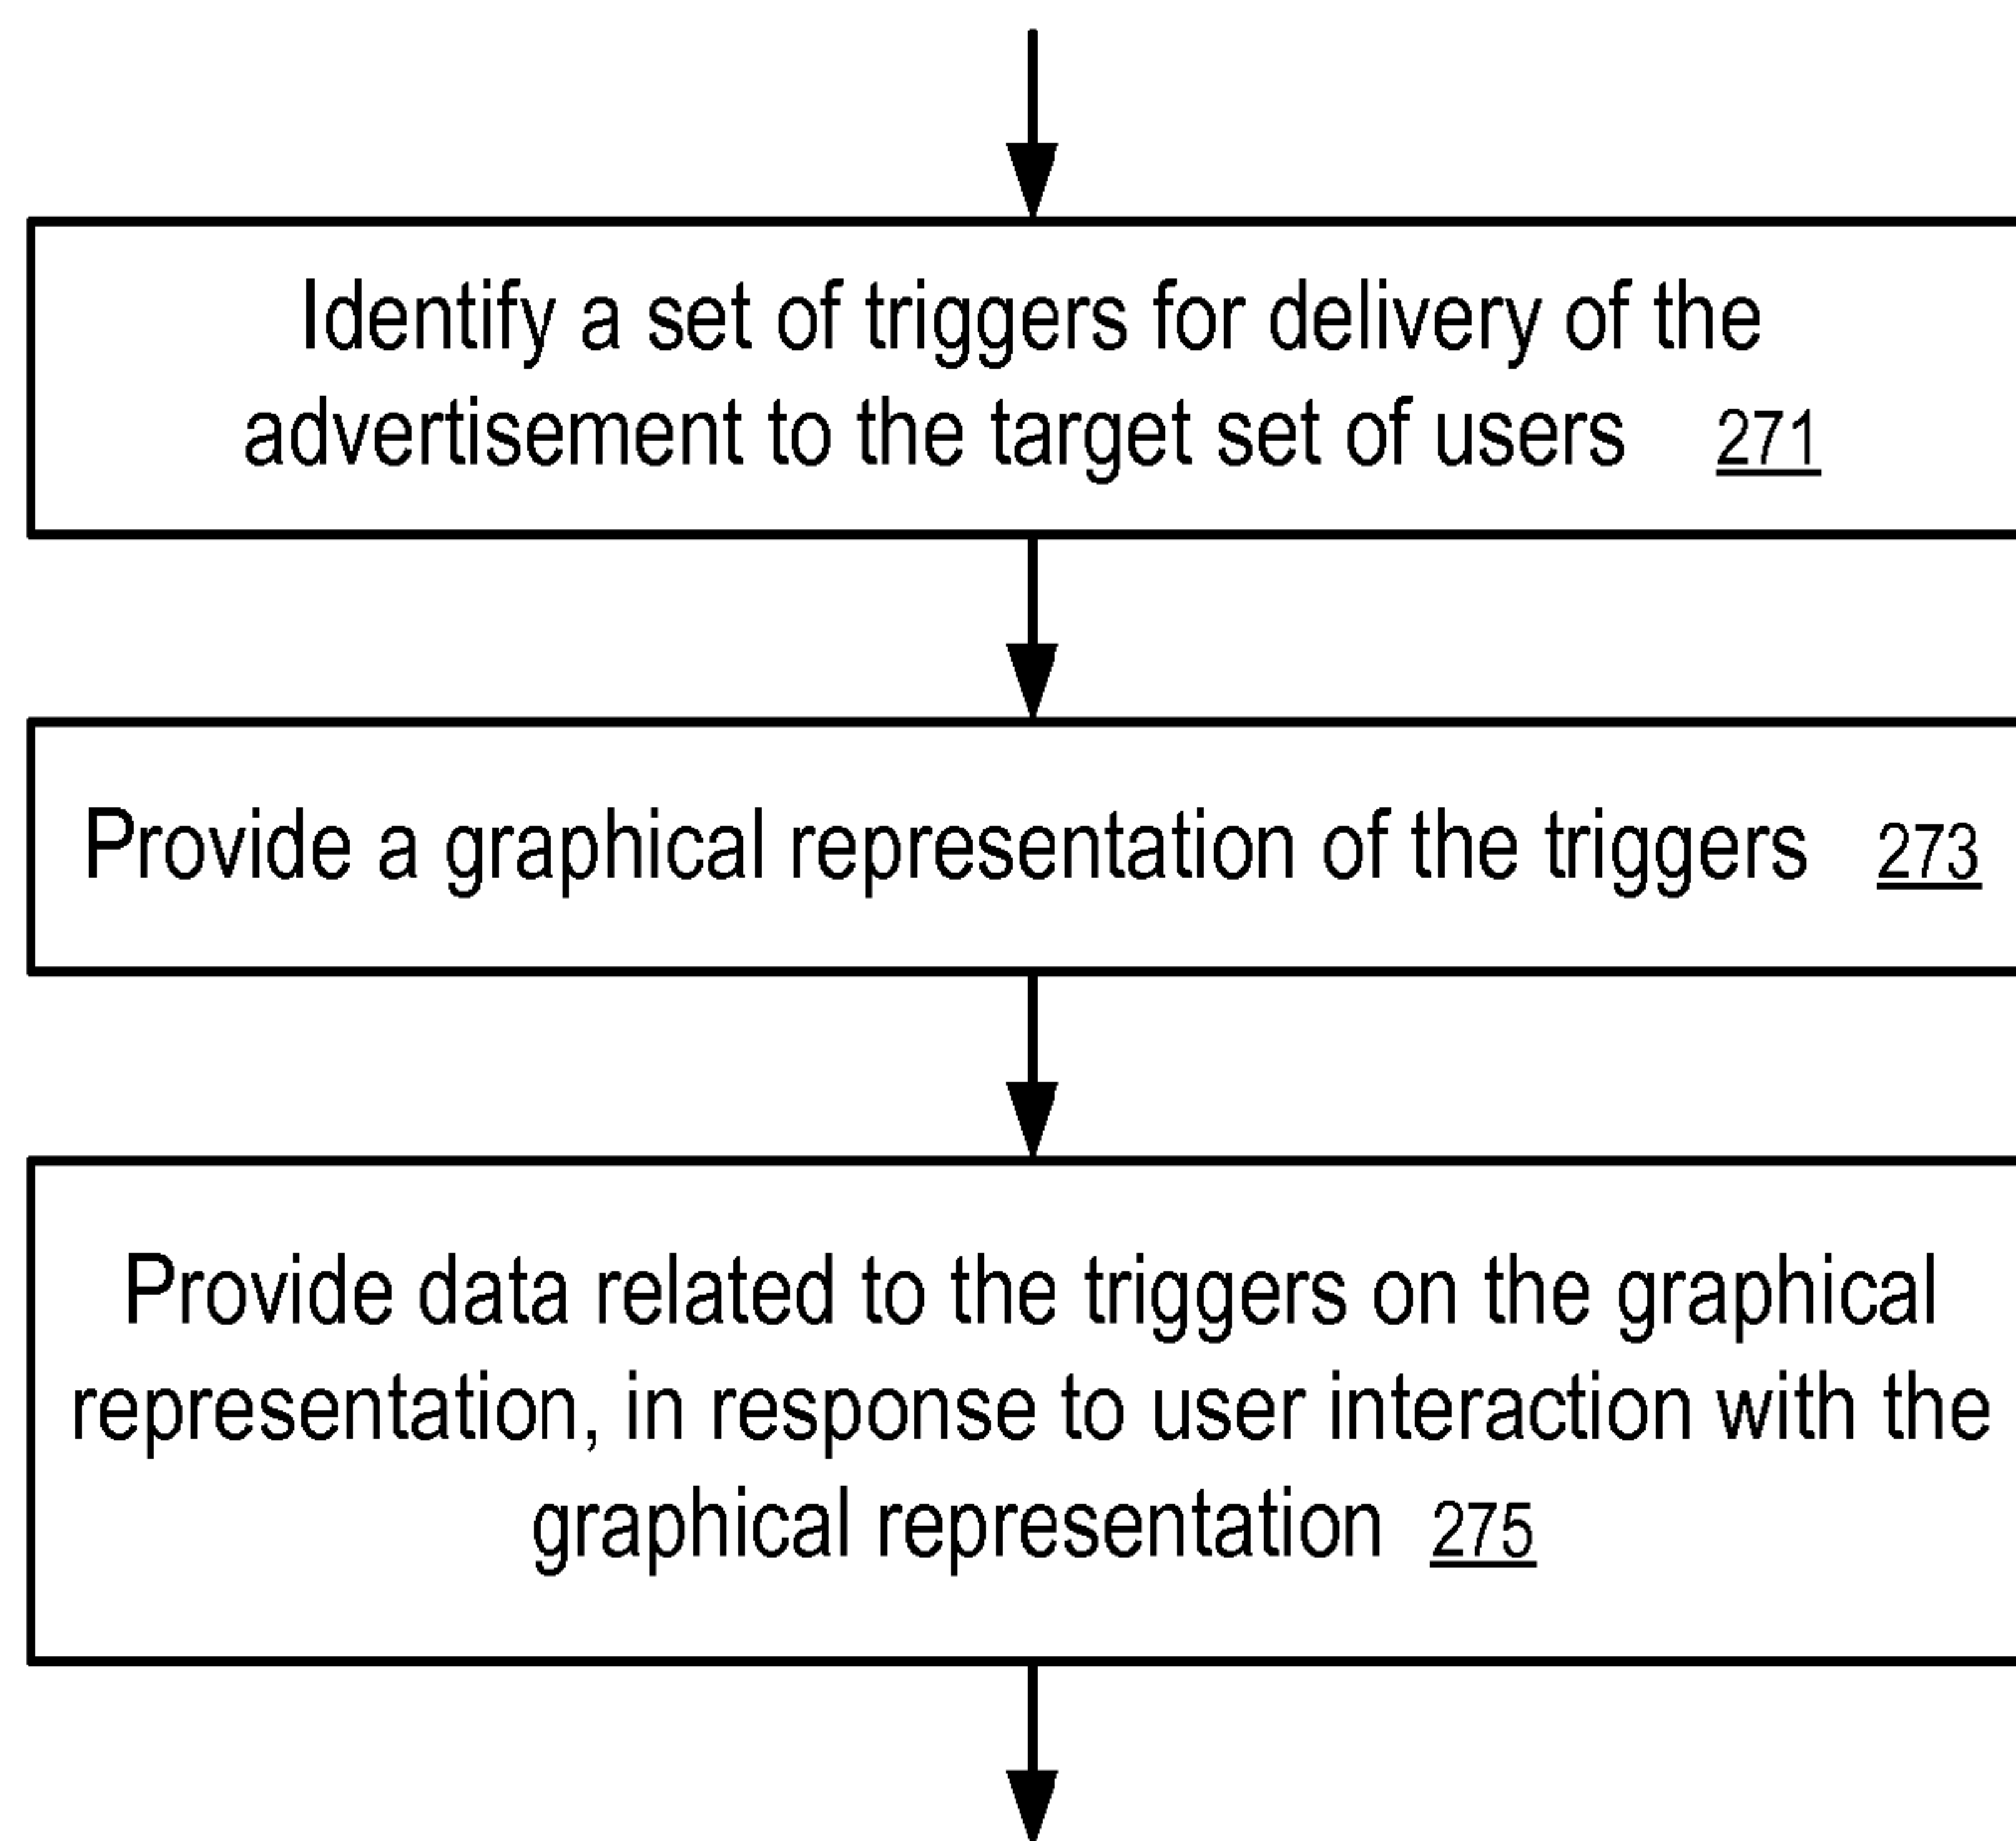 Identify a set of triggers for delivery of the
advertisement to the target set of users 271
Provide a graphical representation of the triggers 273
Provide data related to the triggers on the graphical
representation, in response to user interaction with the
graphical representation 275